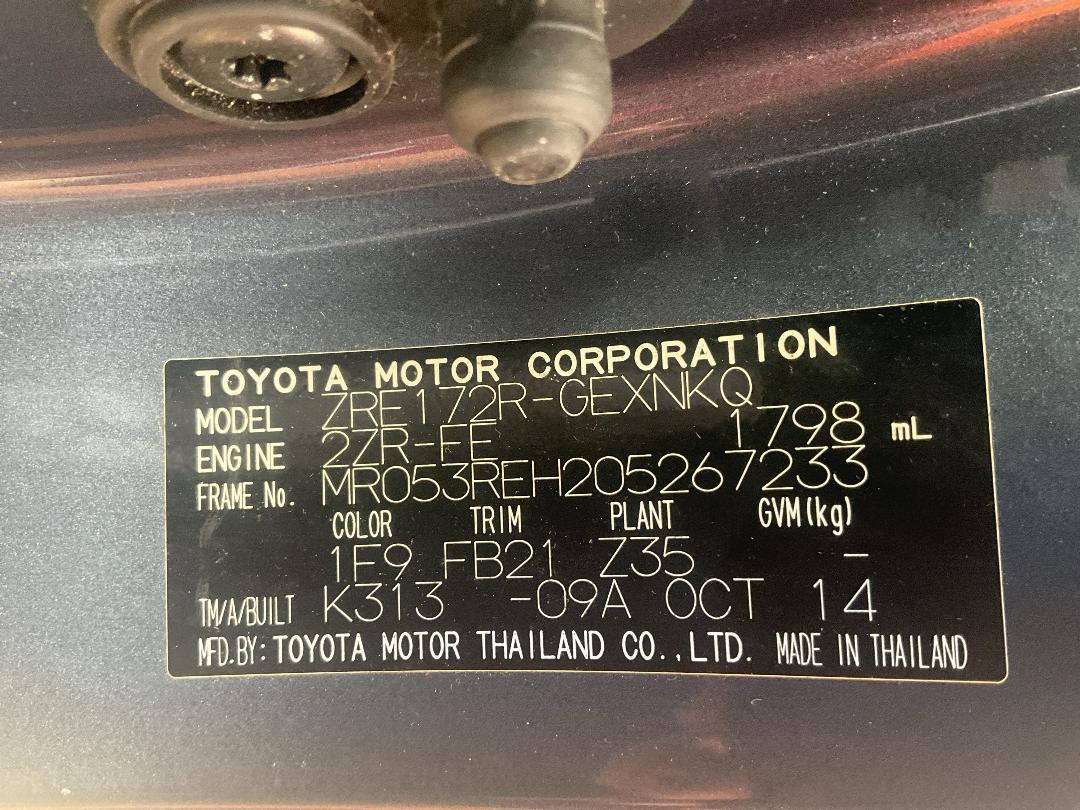 TOYOTA MOTOR CORPORATION
MODEL ZRE172R-GEXNKQ
ENGINE 2ZR-FE 1798 mL
FRAME No. MR053REH205267233
COLOR TRIM PLANT GVM(kg)
1F9 FB21 Z35 -
TM/A/BUILT K313 -09A OCT 14
MFD.BY: TOYOTA MOTOR THAILAND CO.,LTD. MADE IN THAILAND